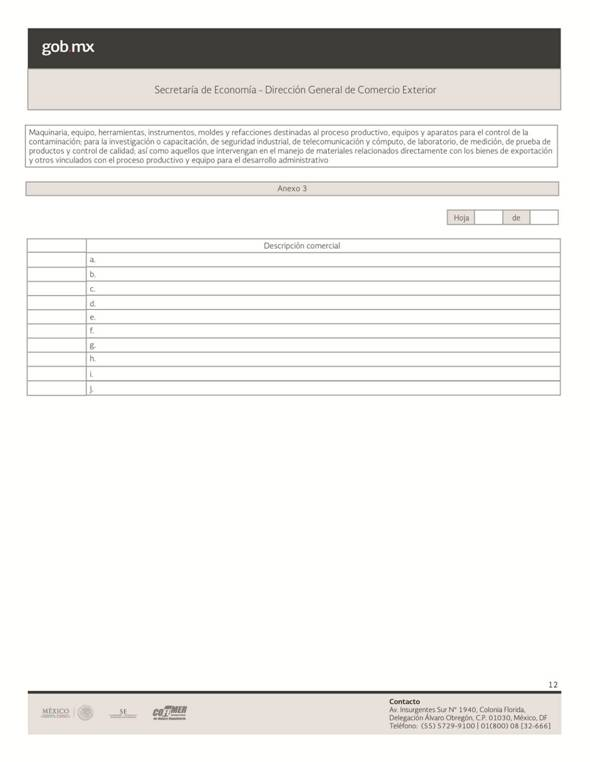 gob.mx
Secretaría de Economía - Dirección General de Comercio Exterior
Maquinaria, equipo, herramientas, instrumentos, moldes y refacciones destinadas al proceso productivo, equipos y aparatos para el control de la
contaminación; para la investigación o capacitación, de seguridad industrial, de telecomunicación y cómputo, de laboratorio, de medición, de prueba de
productos y control de calidad; así como aquellos que intervengan en el manejo de materiales relacionados directamente con los bienes de exportación
y otros vinculados con el proceso productivo y equipo para el desarrollo administrativo
Anexo 3
Hoja de
Descripción comercial
a.
b.
c.
d.
e.
f.
g.
h.
i.
j.
12
MÉXICO
SE
COFEMER
Contacto
Av. Insurgentes Sur N° 1940, Colonia Florida,
Delegación Álvaro Obregón, C.P. 01030, México, DF
Teléfono: (55) 5729-9100 | 01(800) 08 [32-666]